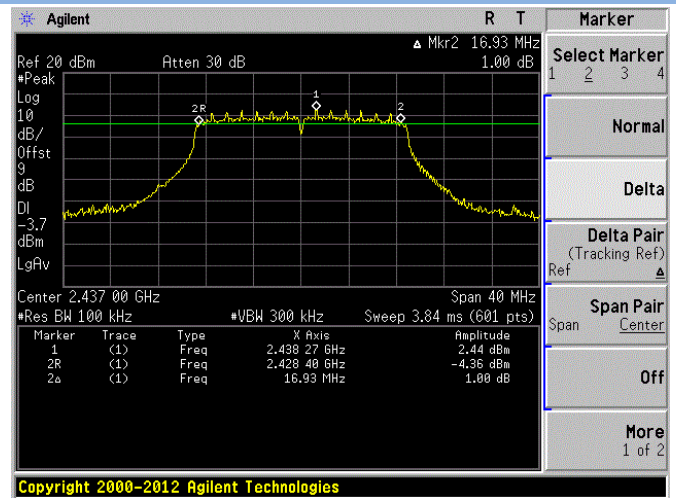 Agilent R T
Marker
▵ Mkr2 16.93 MHz
Ref 20 dBm Atten 30 dB 1.00 dB
#Peak
Log
10
dB/
Offst
9
dB
DI
-3.7
dBm
LgAv
2R
1
2
Center 2.437 00 GHz Span 40 MHz
#Res BW 100 kHz #VBW 300 kHz Sweep 3.84 ms (601 pts)
Marker Trace Type X Axis Amplitude
1 (1) Freq 2.438 27 GHz 2.44 dBm
2R (1) Freq 2.428 40 GHz -4.36 dBm
2▵ (1) Freq 16.93 MHz 1.00 dB
Select Marker
1 2 3 4
Normal
Delta
Delta Pair
(Tracking Ref)
Ref ▵
Span Pair
Span Center
Off
More
1 of 2
Copyright 2000-2012 Agilent Technologies